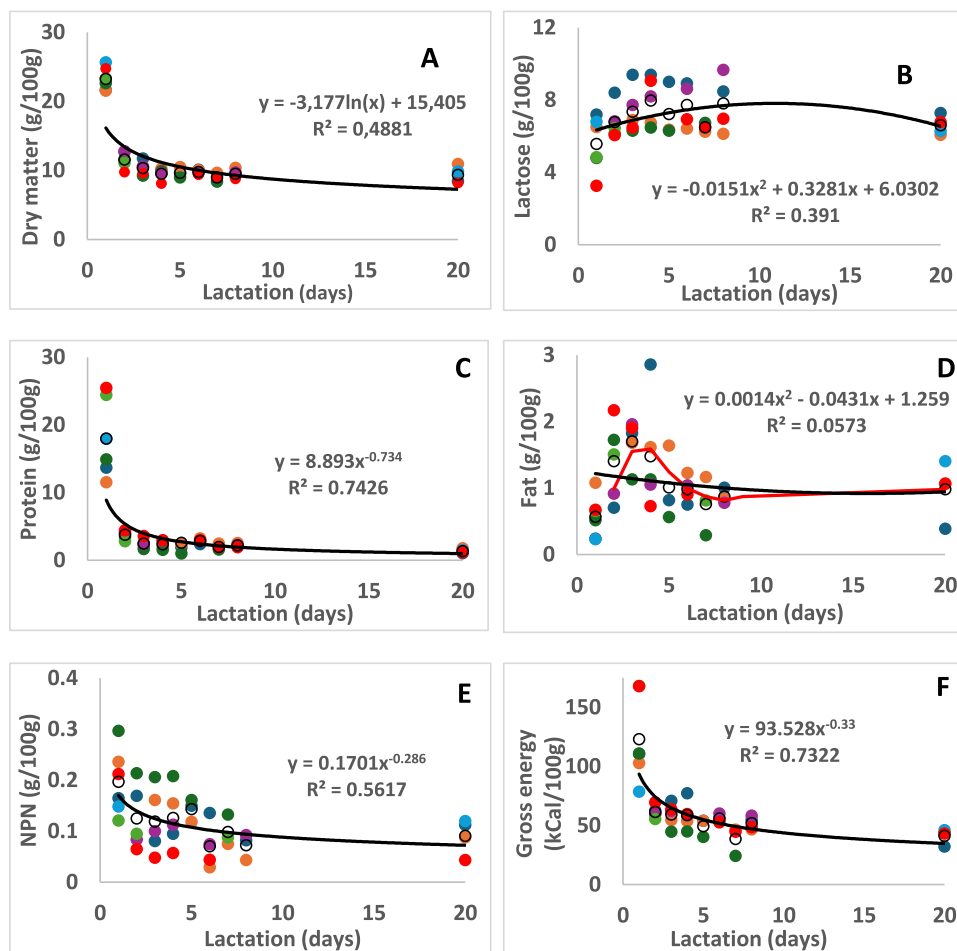 A
Dry matter (g/100g)
30
20
10
0
y = -3,177ln(x) + 15,405
R² = 0,4881
0 5 10 15 20
Lactation (days)
B
Lactose (g/100g)
12
8
4
0
y = -0.0151x² + 0.3281x + 6.0302
R² = 0.391
0 5 10 15 20
Lactation (days)
C
Protein (g/100g)
30
20
10
0
y = 8.893x⁻⁰·⁷³⁴
R² = 0.7426
0 5 10 15 20
Lactation (days)
D
Fat (g/100g)
3
2
1
0
y = 0.0014x² - 0.0431x + 1.259
R² = 0.0573
0 5 10 15 20
Lactation (days)
E
NPN (g/100g)
0.4
0.3
0.2
0.1
0
y = 0.1701x⁻⁰·²⁸⁶
R² = 0.5617
0 5 10 15 20
Lactation (days)
F
Gross energy
(kCal/100g)
150
100
50
0
y = 93.528x⁻⁰·³³
R² = 0.7322
0 5 10 15 20
Lactation (days)